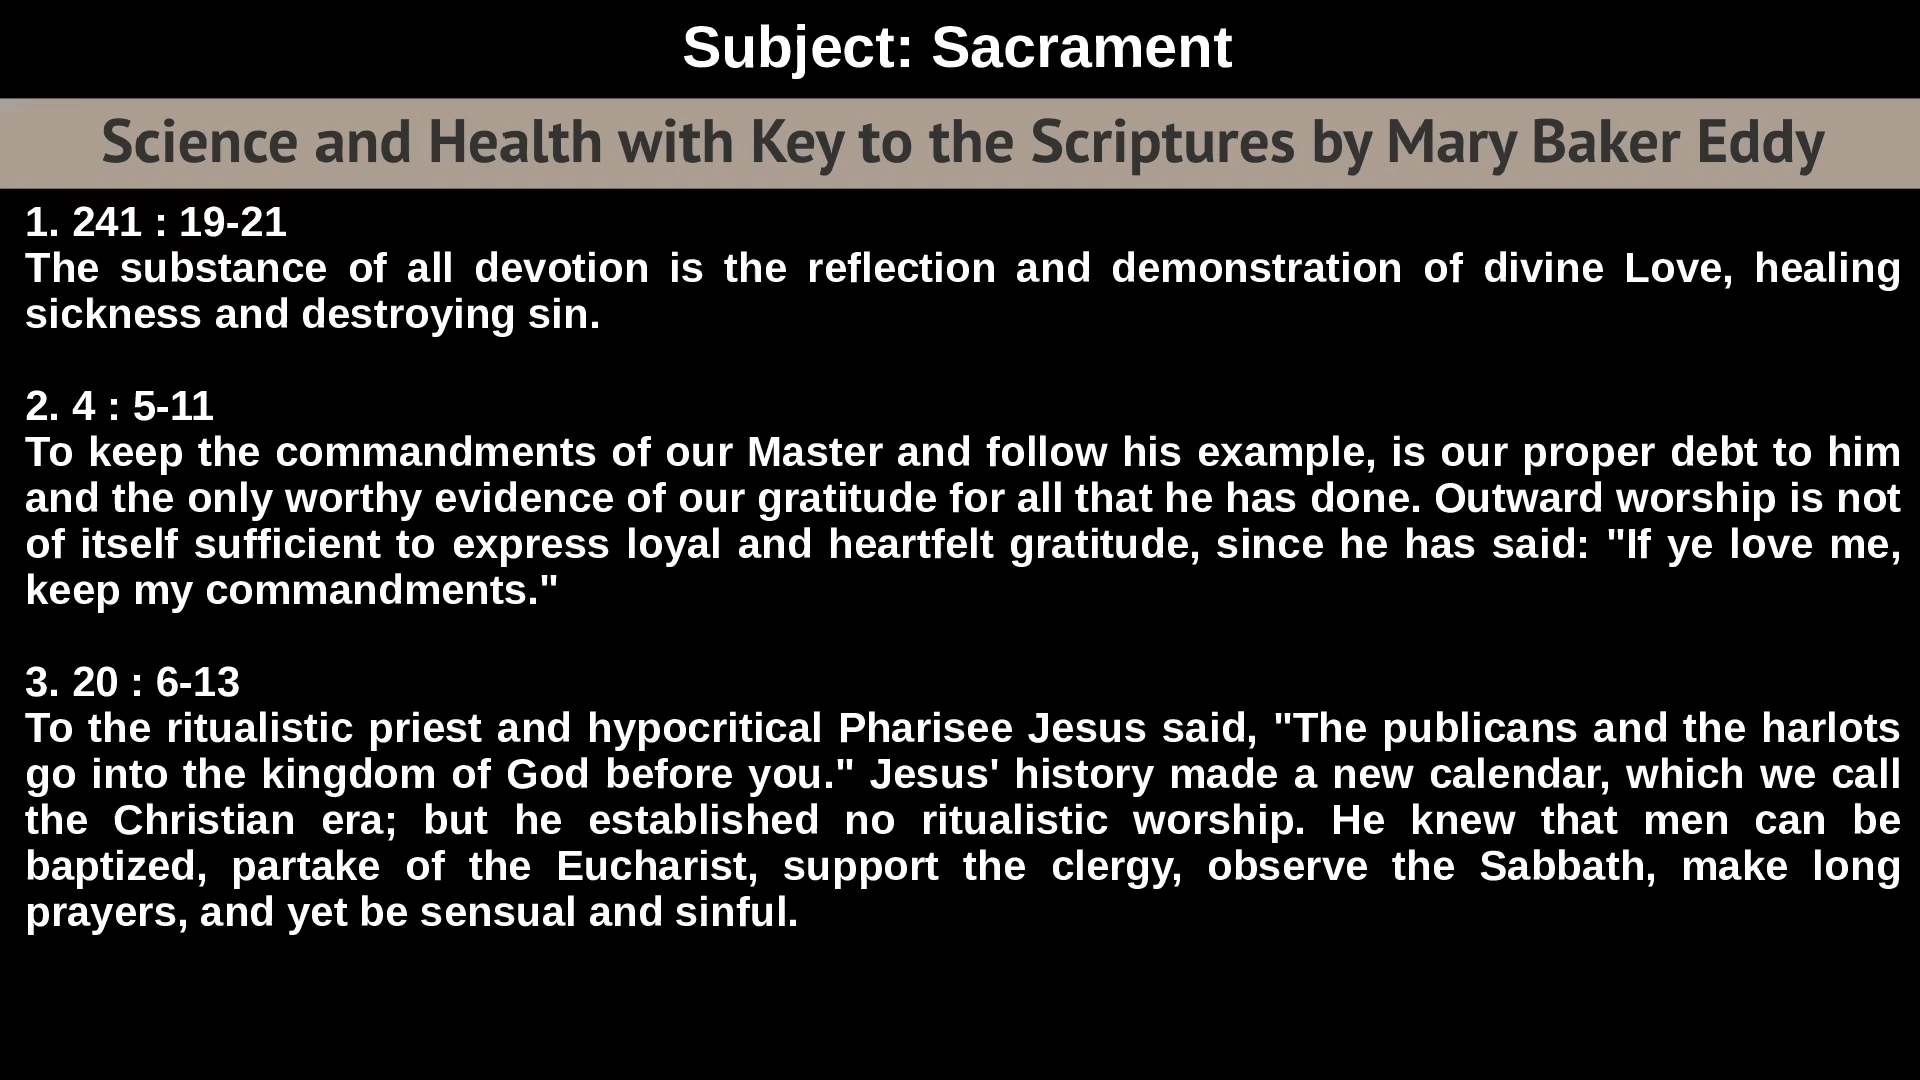 Subject: Sacrament
Science and Health with Key to the Scriptures by Mary Baker Eddy
1. 241 : 19-21
The substance of all devotion is the reflection and demonstration of divine Love, healing
sickness and destroying sin.
2. 4 : 5-11
To keep the commandments of our Master and follow his example, is our proper debt to him
and the only worthy evidence of our gratitude for all that he has done. Outward worship is not
of itself sufficient to express loyal and heartfelt gratitude, since he has said: "If ye love me,
keep my commandments."
3. 20 : 6-13
To the ritualistic priest and hypocritical Pharisee Jesus said, "The publicans and the harlots
go into the kingdom of God before you." Jesus' history made a new calendar, which we call
the Christian era; but he established no ritualistic worship. He knew that men can be
baptized, partake of the Eucharist, support the clergy, observe the Sabbath, make long
prayers, and yet be sensual and sinful.